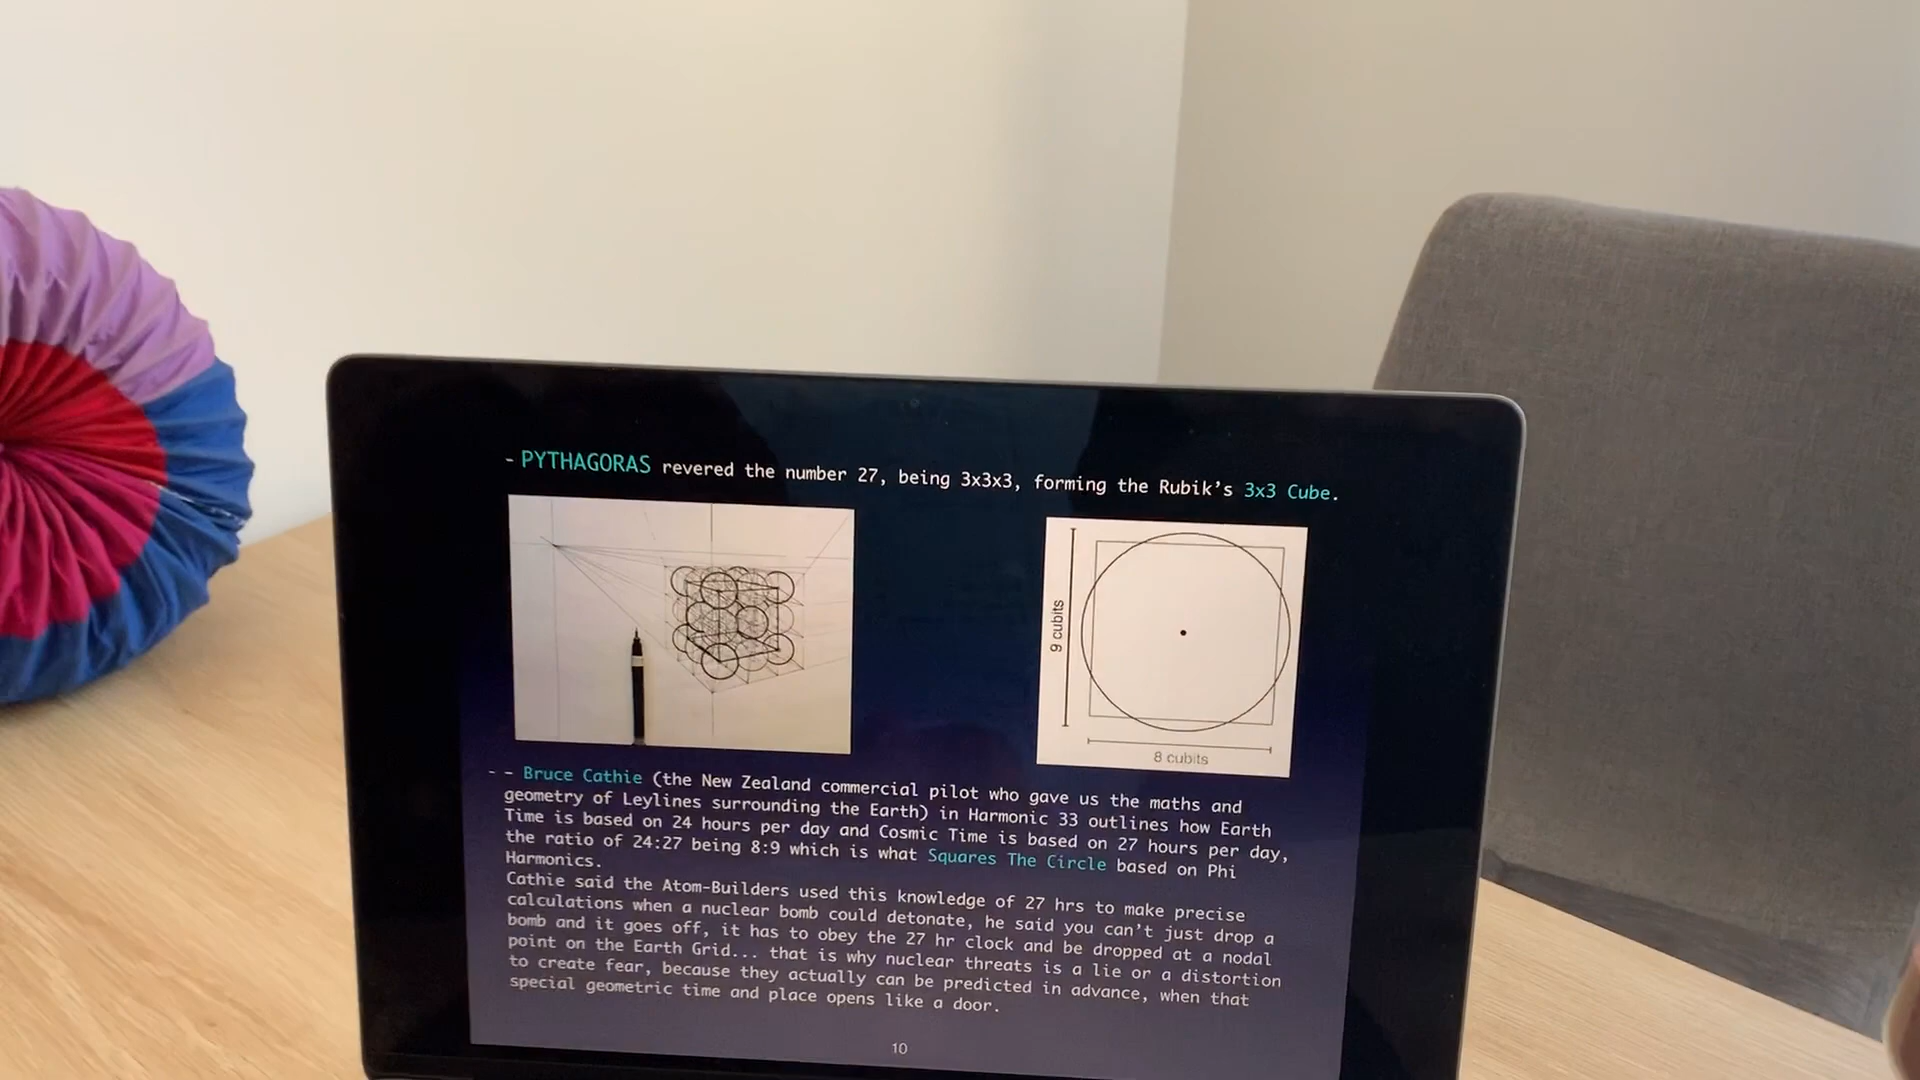 - PYTHAGORAS revered the number 27, being 3x3x3, forming the Rubik's 3x3 Cube.
9 cubits
8 cubits
- - Bruce Cathie (the New Zealand commercial pilot who gave us the maths and
geometry of Leylines surrounding the Earth) in Harmonic 33 outlines how Earth
Time is based on 24 hours per day and Cosmic Time is based on 27 hours per day,
the ratio of 24:27 being 8:9 which is what Squares The Circle based on Phi
Harmonics.
Cathie said the Atom-Builders used this knowledge of 27 hrs to make precise
calculations when a nuclear bomb could detonate, he said you can't just drop a
bomb and it goes off, it has to obey the 27 hr clock and be dropped at a nodal
point on the Earth Grid... that is why nuclear threats is a lie or a distortion
to create fear, because they actually can be predicted in advance, when that
special geometric time and place opens like a door.
10